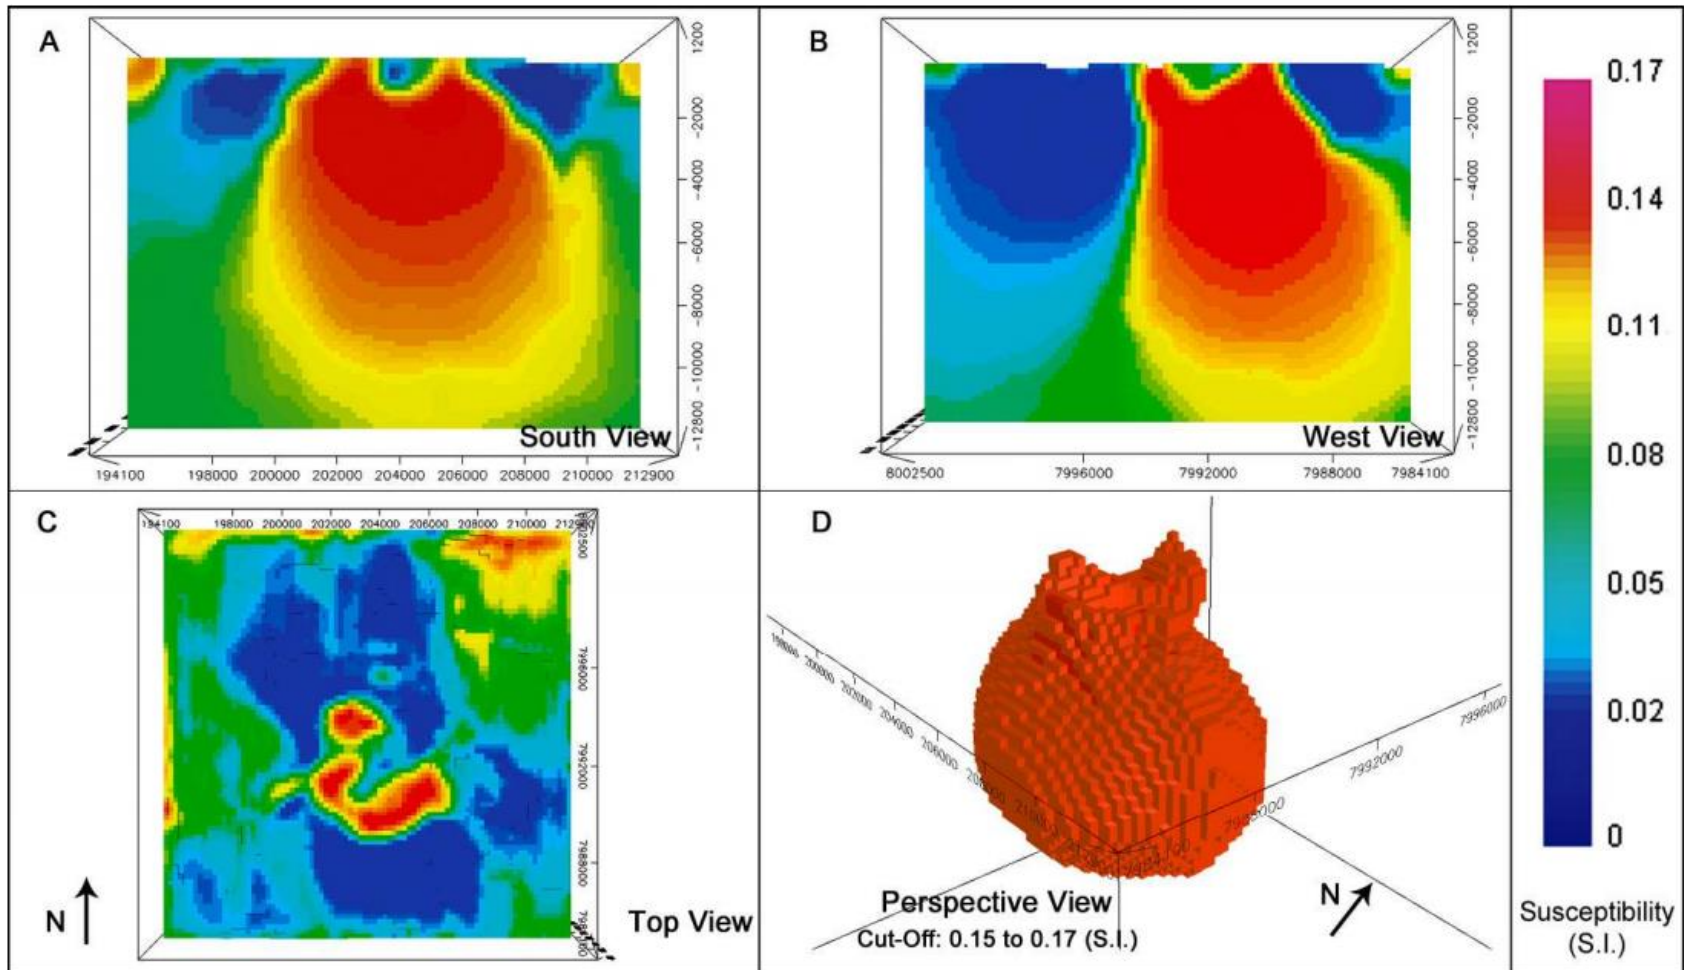 A
1200
-2000
-4000
-6000
-8000
-10000
-12800
South View
194100 198000 200000 202000 204000 206000 208000 210000 212900
B
1200
-2000
-4000
-6000
-8000
-10000
-12800
West View
8002500 7996000 7992000 7988000 7984100
C
194100 198000 200000 202000 204000 206000 208000 210000
7996000
7992000
7988000
N
Top View
D
198000 200000 202000 204000 206000
7992000
7996000
N
Perspective View
Cut-Off: 0.15 to 0.17 (S.I.)
0.17
0.14
0.11
0.08
0.05
0.02
0
Susceptibility
(S.I.)